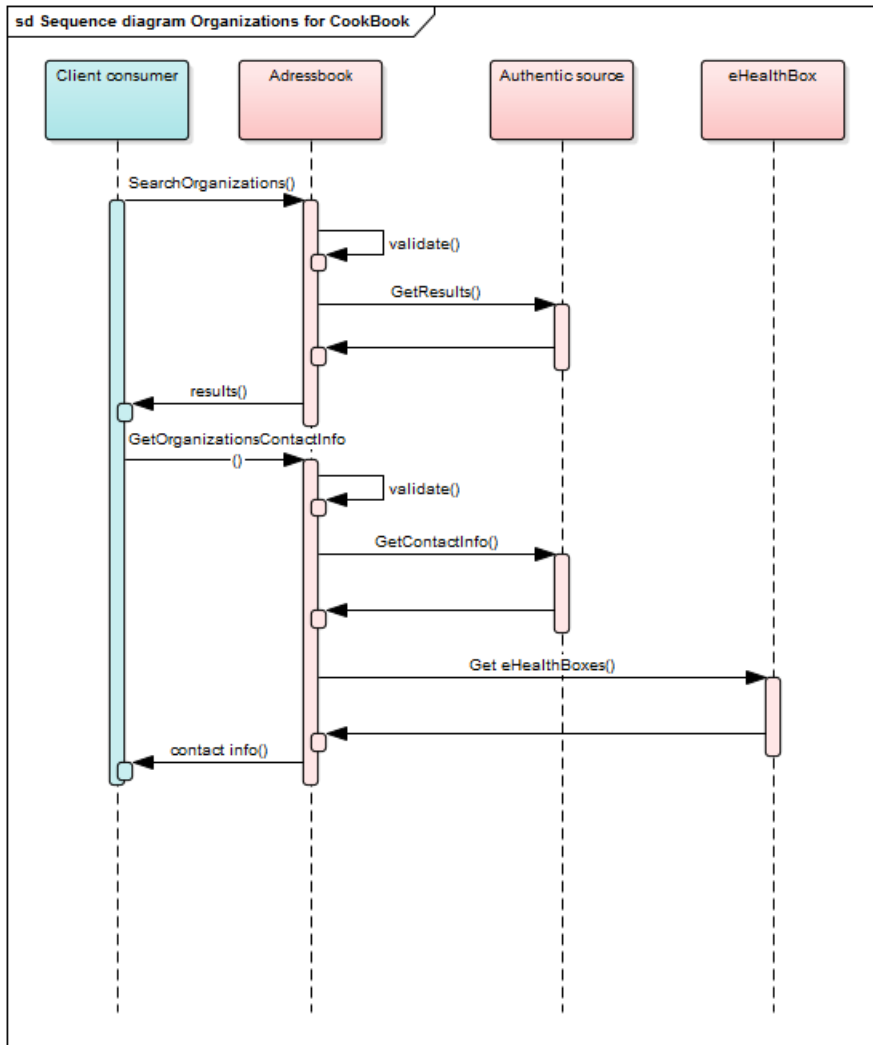 sd Sequence diagram Organizations for CookBook
Client consumer
Adressbook
Authentic source
eHealthBox
SearchOrganizations()
validate()
GetResults()
results()
GetOrganizationsContactInfo
()
validate()
GetContactInfo()
Get eHealthBoxes()
contact info()